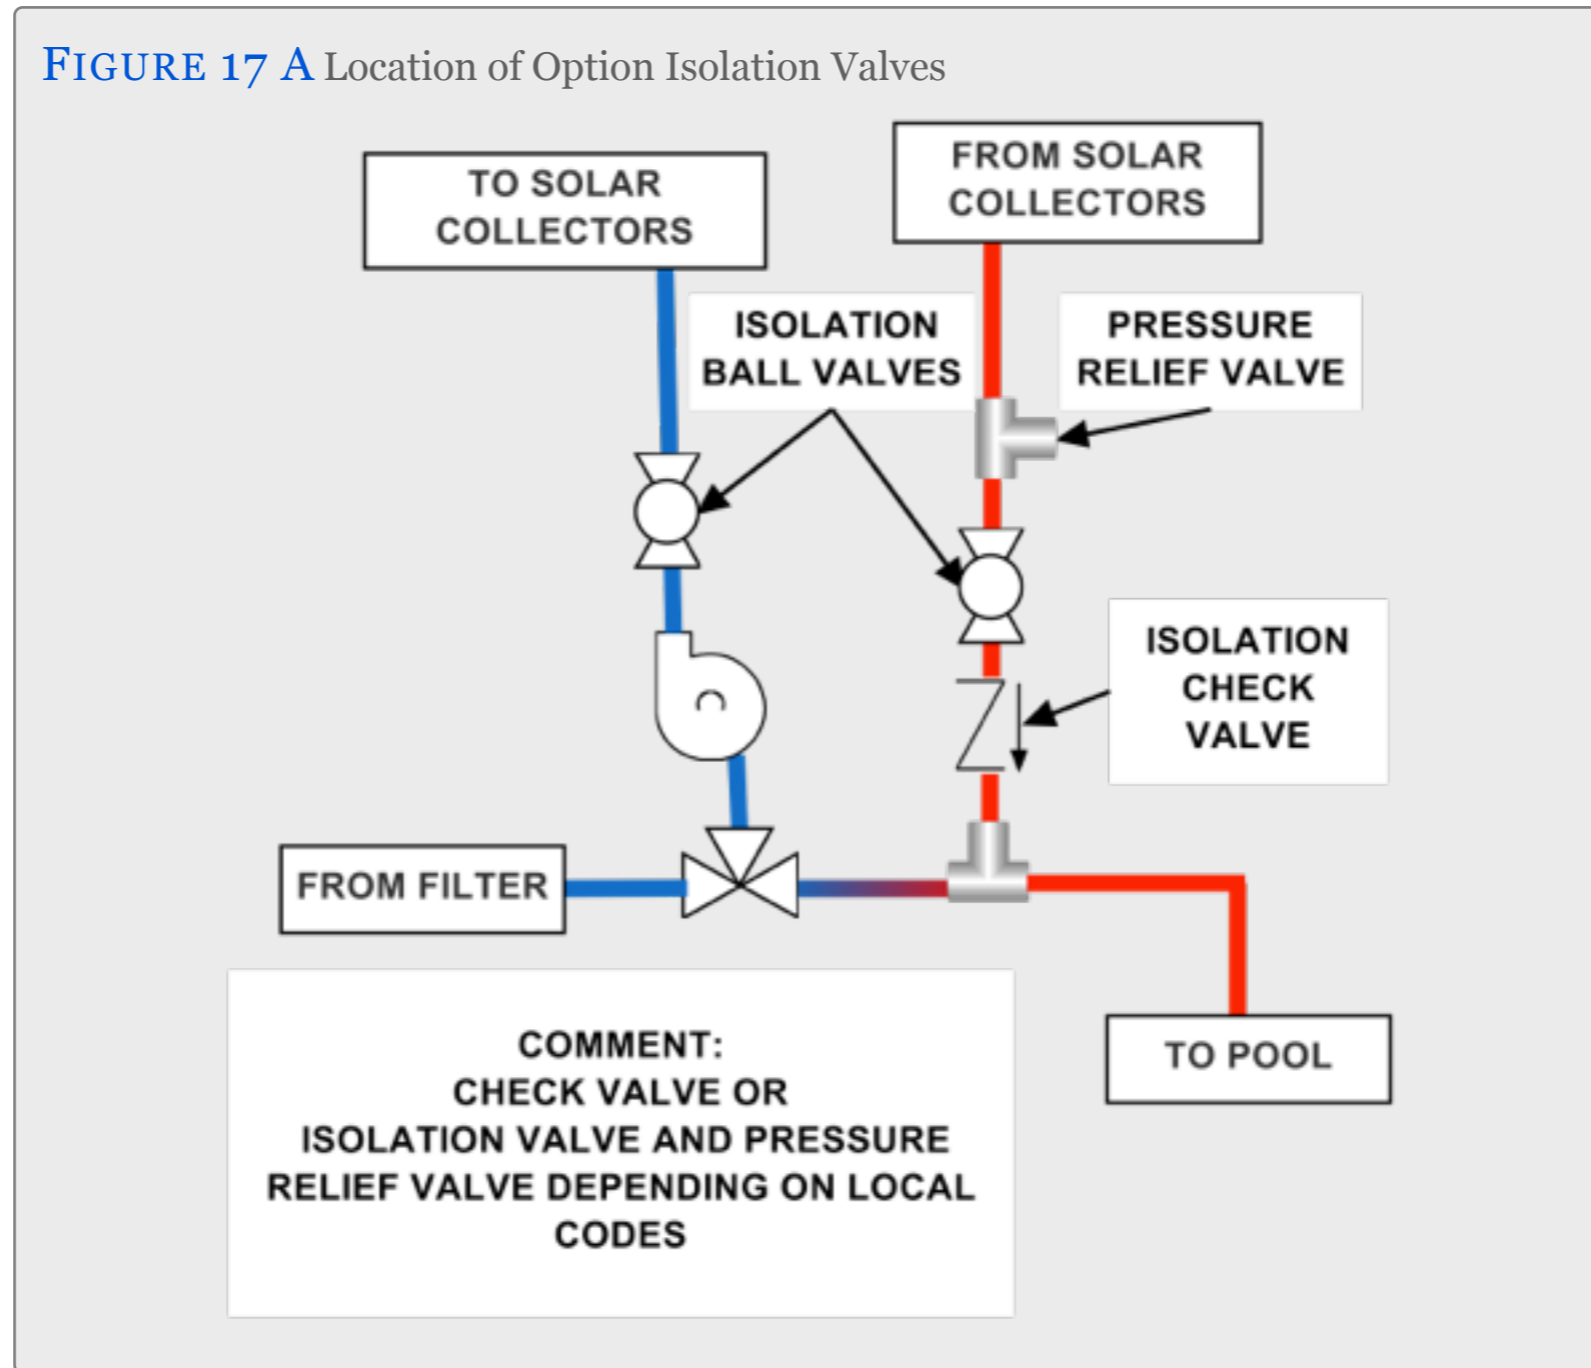 FIGURE 17 A Location of Option Isolation Valves
TO SOLAR
COLLECTORS
FROM SOLAR
COLLECTORS
ISOLATION
BALL VALVES
PRESSURE
RELIEF VALVE
ISOLATION
CHECK
VALVE
FROM FILTER
TO POOL
COMMENT:
CHECK VALVE OR
ISOLATION VALVE AND PRESSURE
RELIEF VALVE DEPENDING ON LOCAL
CODES